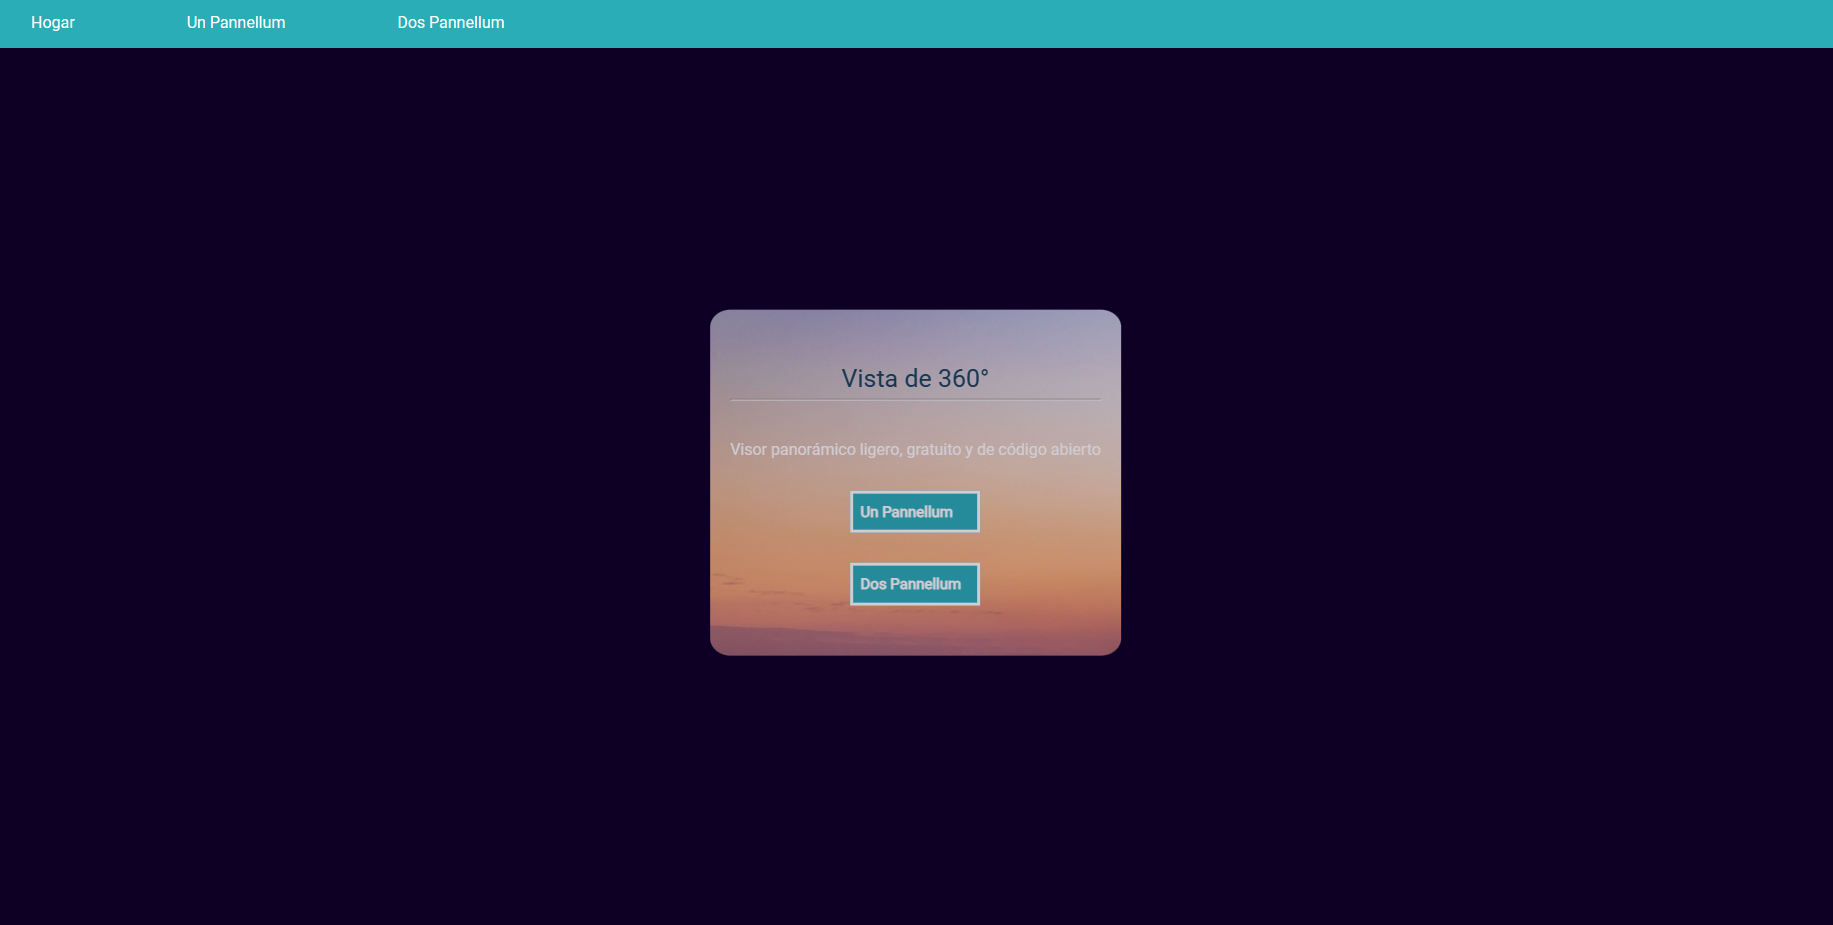 Hogar Un Pannellum Dos Pannellum
Vista de 360°
Visor panorámico ligero, gratuito y de código abierto
Un Pannellum
Dos Pannellum